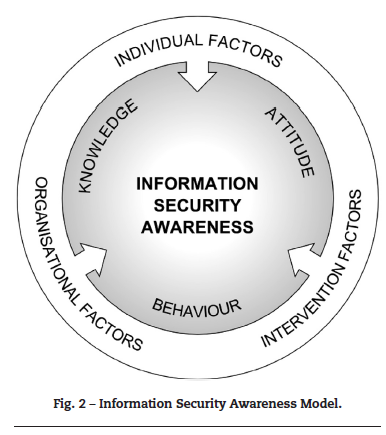 INDIVIDUAL FACTORS
KNOWLEDGE
ATTITUDE
INFORMATION
SECURITY
AWARENESS
ORGANISATIONAL FACTORS
INTERVENTION FACTORS
BEHAVIOUR
Fig. 2 – Information Security Awareness Model.